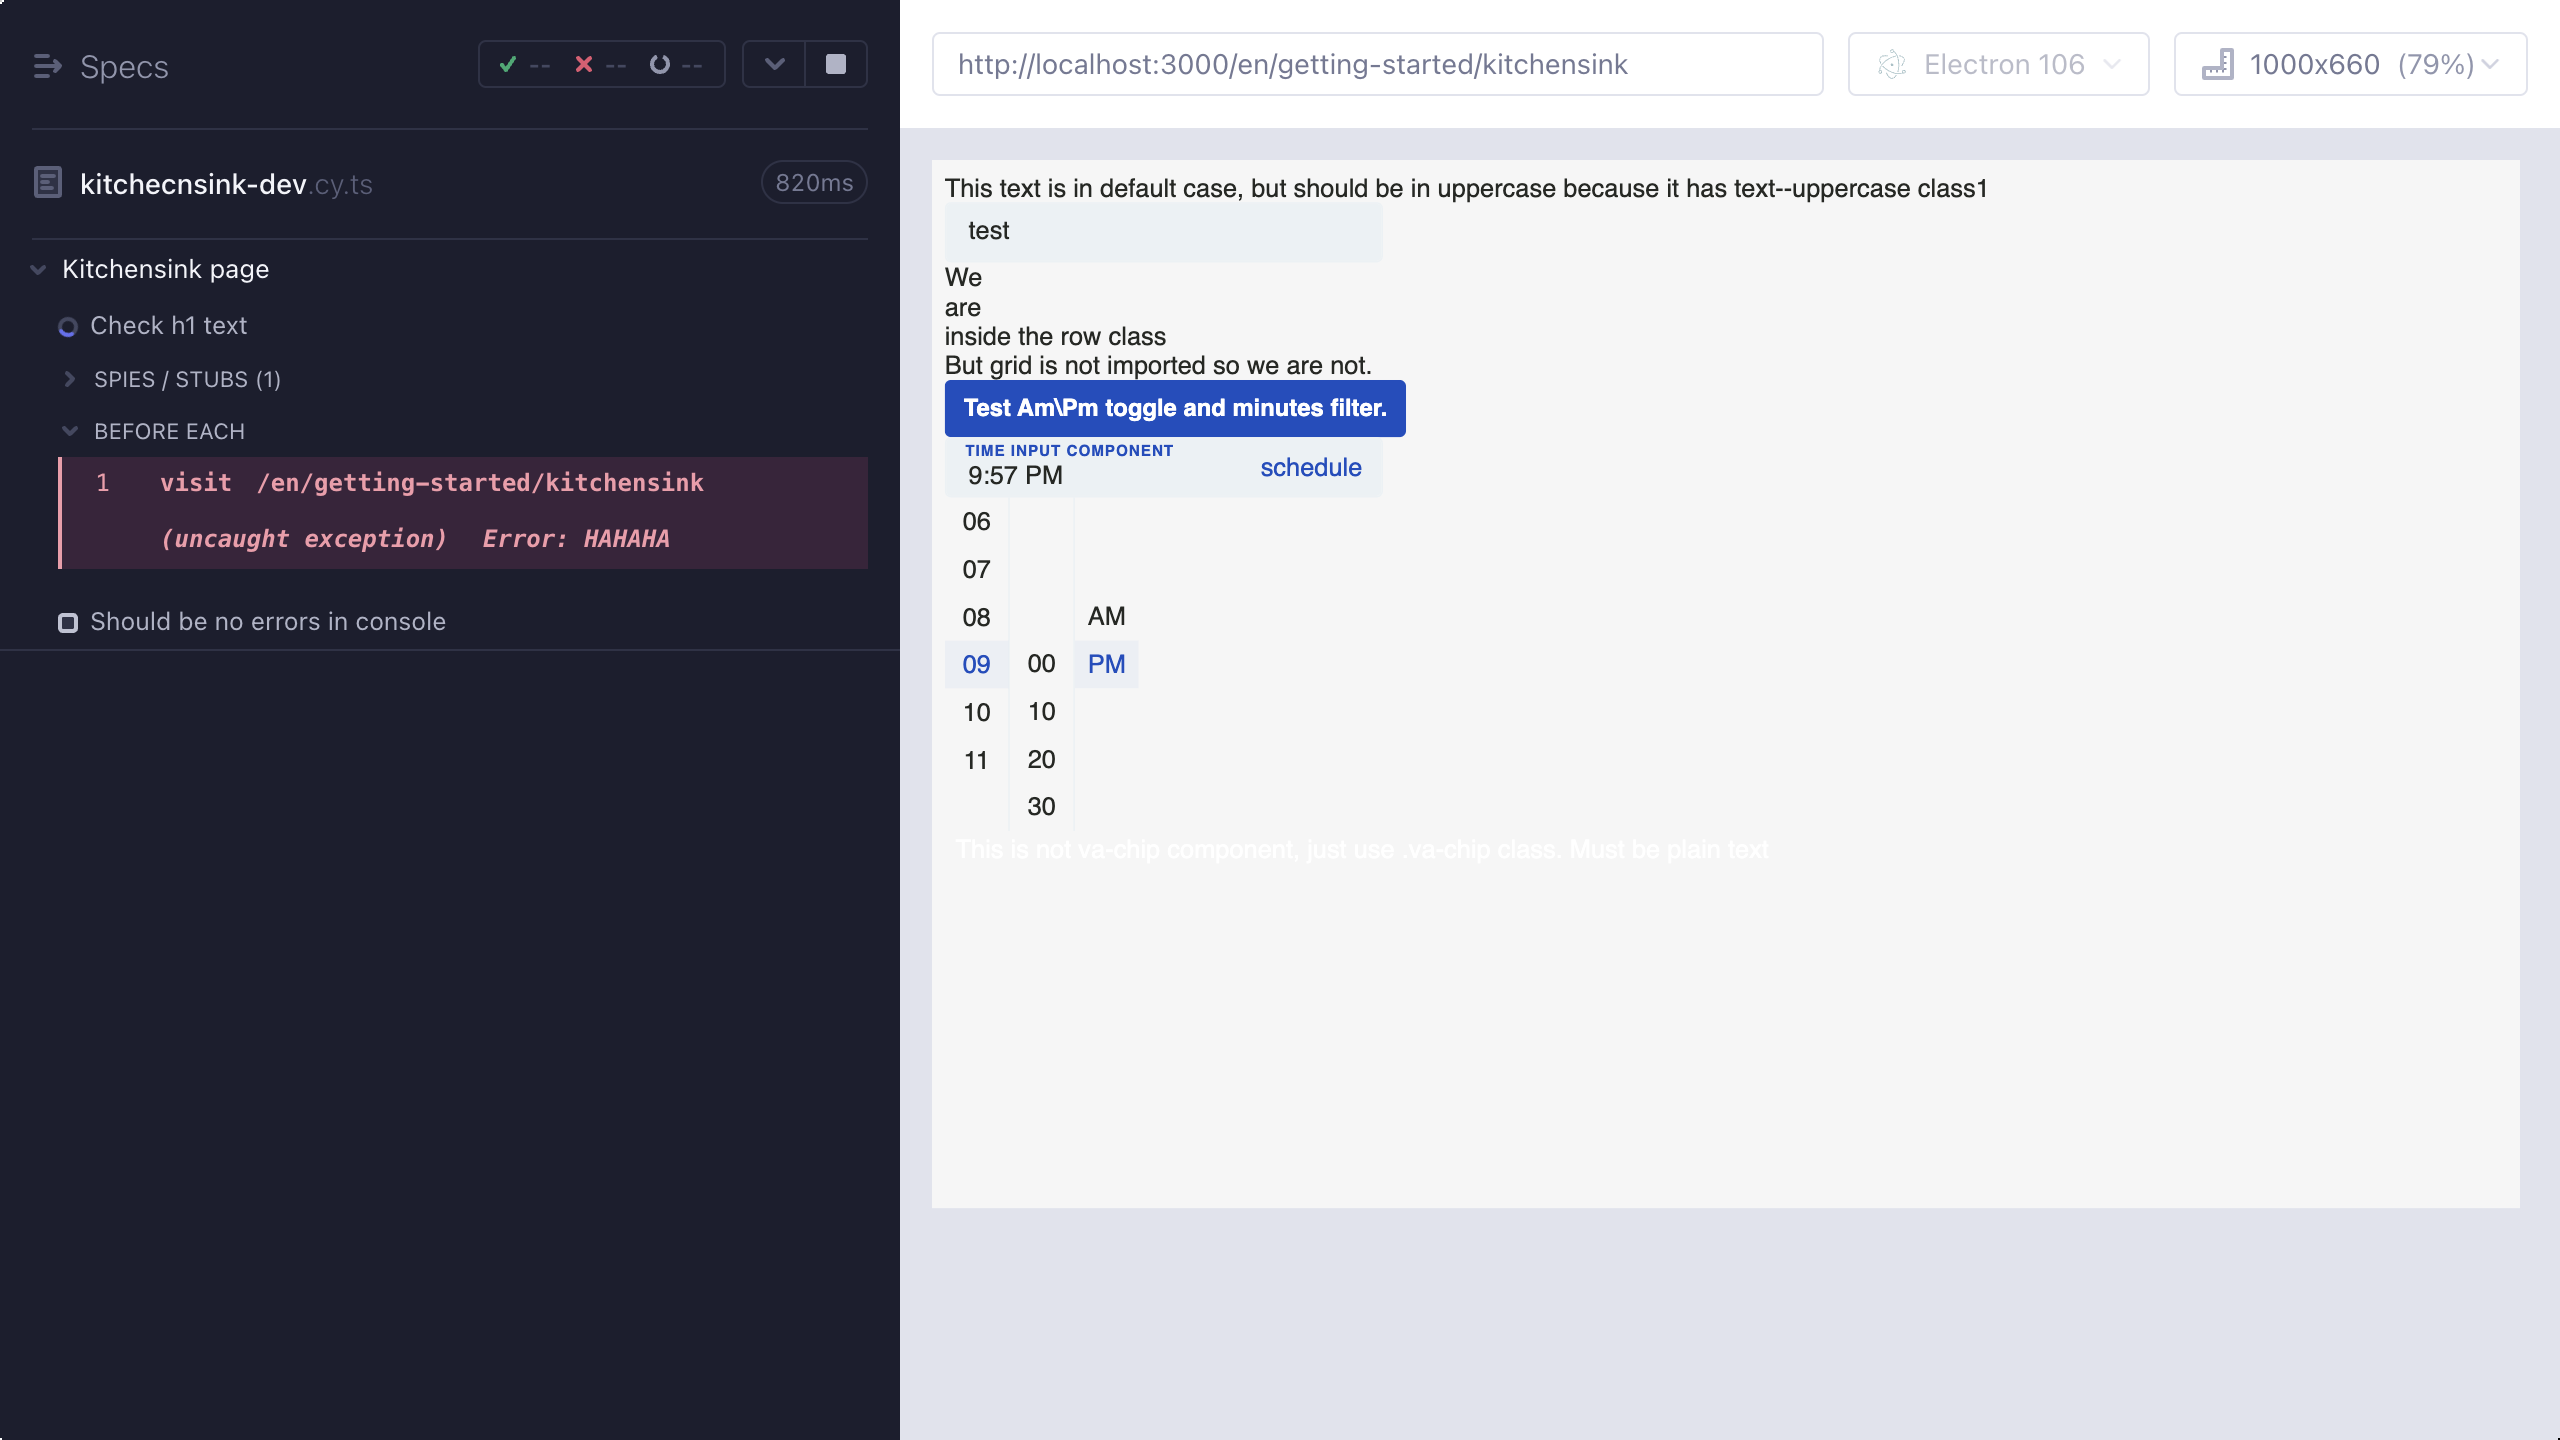 Specs
✔ -- ✖ -- --
kitchecnsink-dev.cy.ts 820ms
Kitchensink page
Check h1 text
SPIES / STUBS (1)
BEFORE EACH
1 visit /en/getting-started/kitchensink
(uncaught exception) Error: HAHAHA
Should be no errors in console
http://localhost:3000/en/getting-started/kitchensink
Electron 106
1000x660 (79%)
This text is in default case, but should be in uppercase because it has text--uppercase class1
test
We
are
inside the row class
But grid is not imported so we are not.
Test Am\Pm toggle and minutes filter.
TIME INPUT COMPONENT
9:57 PM schedule
06
07
08 AM
09 00 PM
10 10
11 20
30
This is not va-chip component, just use .va-chip class. Must be plain text